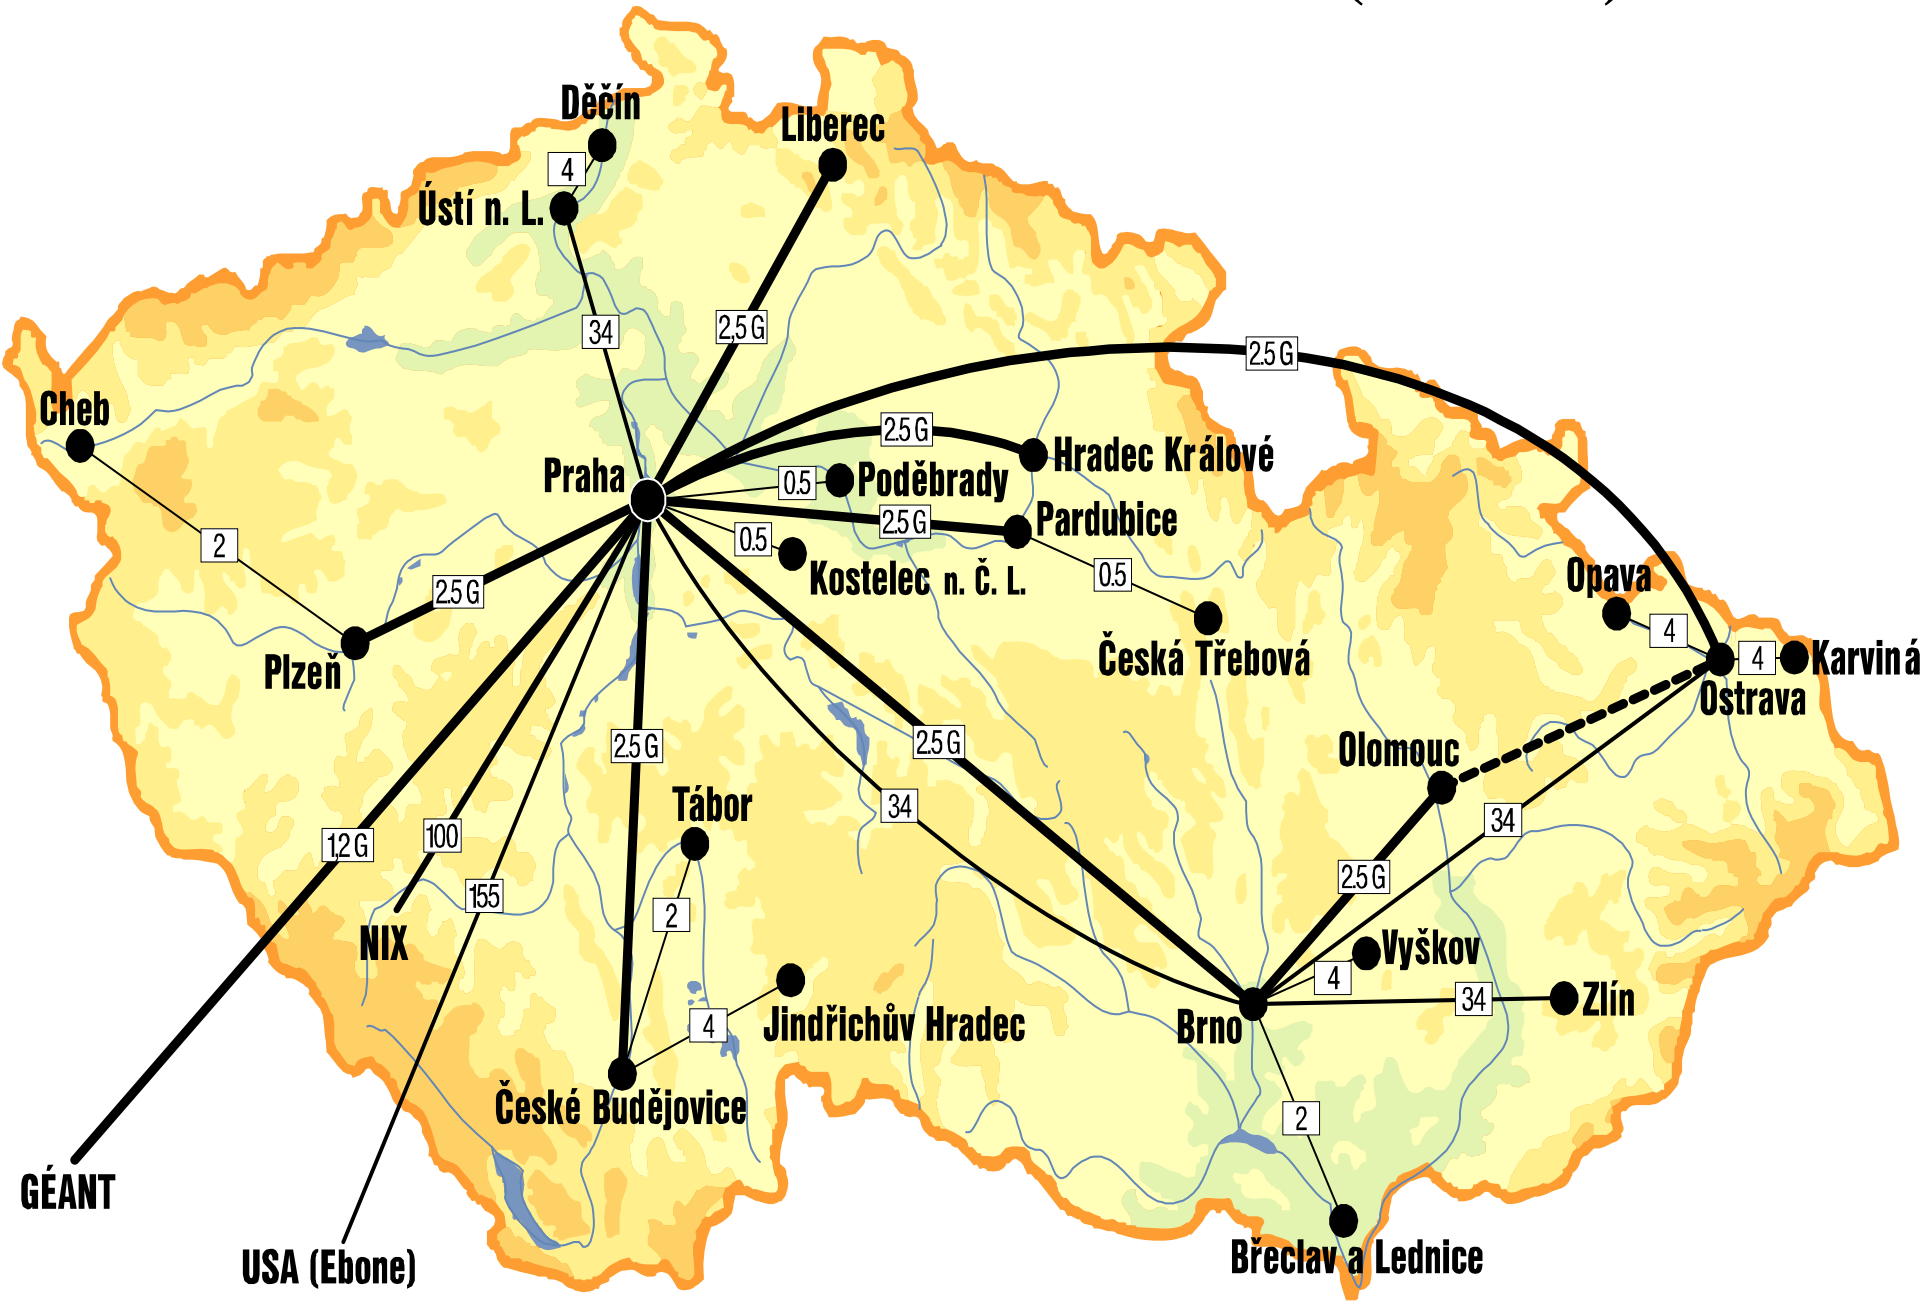 Děčín
4
Liberec
Ústí n. L.
34
2,5 G
2.5 G
Cheb
2.5 G
Hradec Králové
Praha
0.5
Poděbrady
2.5 G
Pardubice
2
0.5
Kostelec n. Č. L.
0.5
Opava
2.5 G
4
4
Karviná
Plzeň
Česká Třebová
Ostrava
2.5 G
2.5 G
Olomouc
Tábor
34
34
1,2 G
100
155
2.5 G
2
NIX
Vyšković
4
34
Zlín
4
Jindřichův Hradec
Brno
České Budějovice
2
GÉANT
USA (Ebone)
Břeclav a Lednice